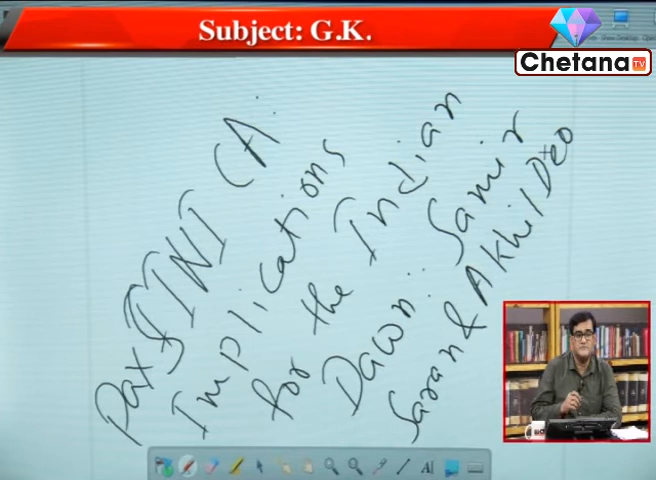 Subject: G.K.
Chetana TV
Pax SINICA.
Implications
for the Indian
Dawn: Samir
Saran & Akhil Deo